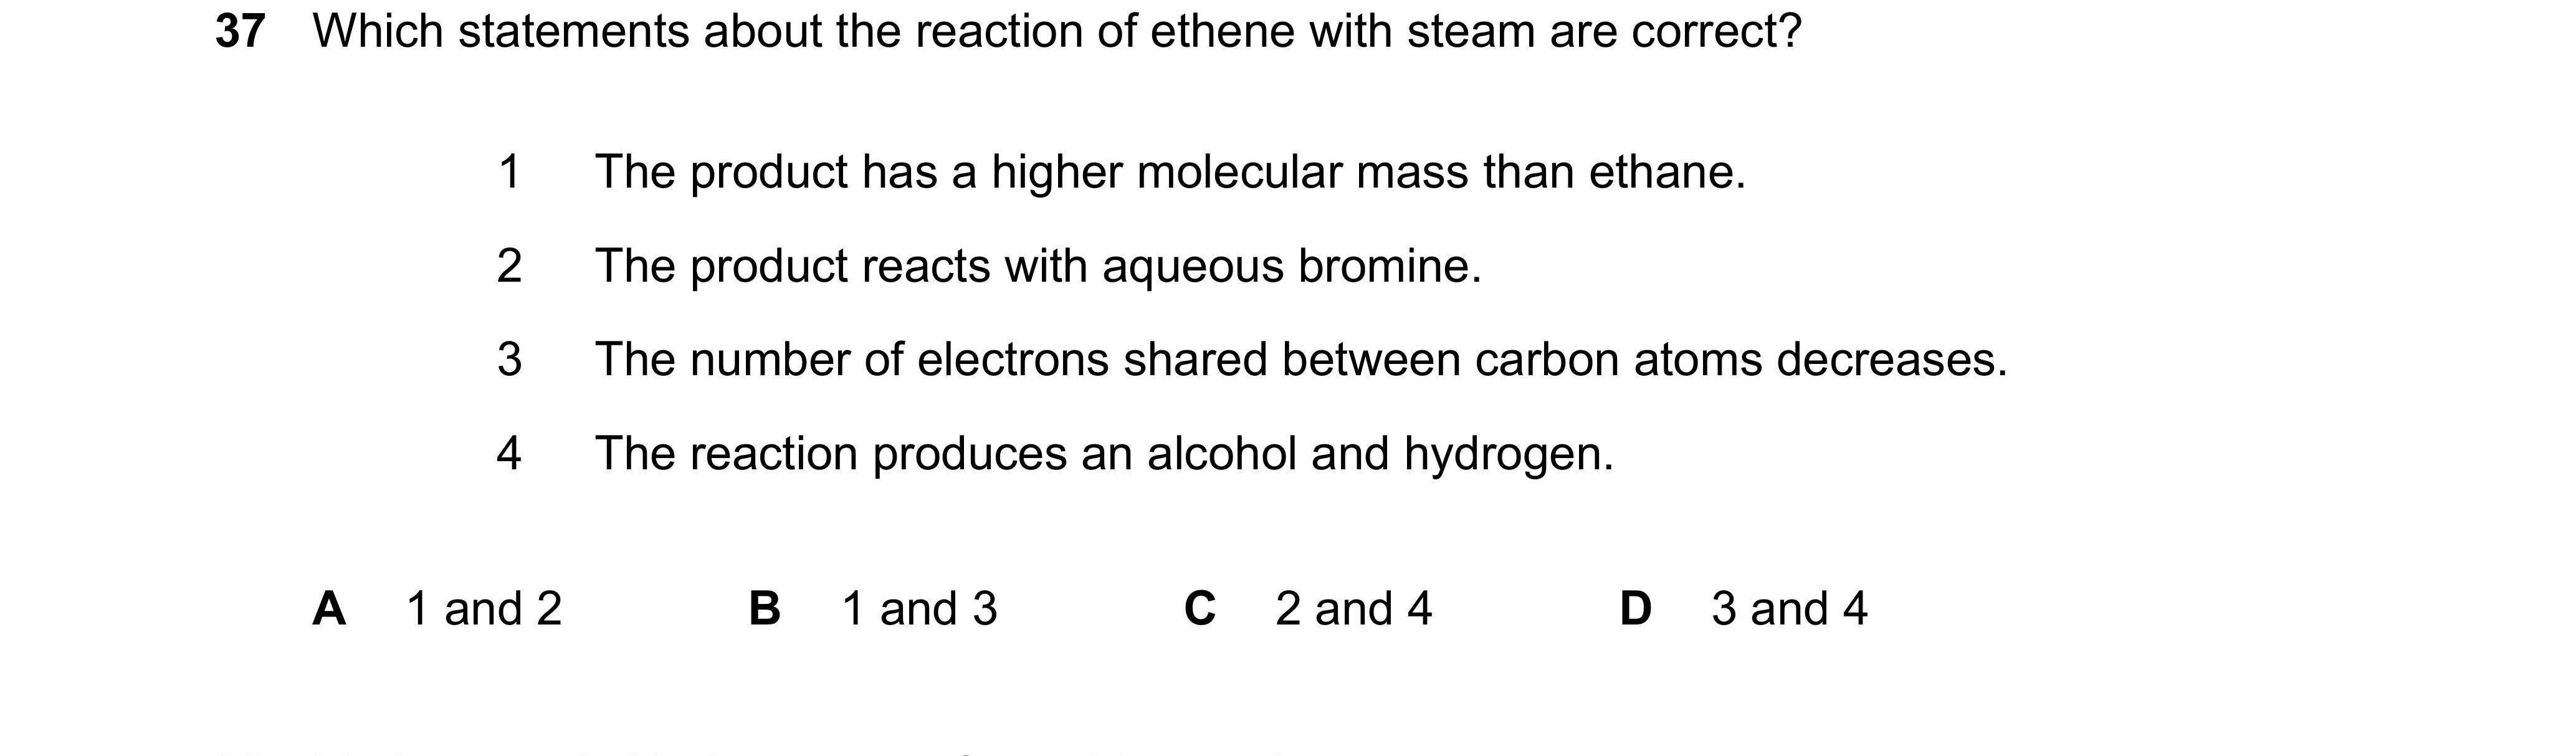 37 Which statements about the reaction of ethene with steam are correct?
1 The product has a higher molecular mass than ethane.
2 The product reacts with aqueous bromine.
3 The number of electrons shared between carbon atoms decreases.
4 The reaction produces an alcohol and hydrogen.
A 1 and 2 B 1 and 3 C 2 and 4 D 3 and 4